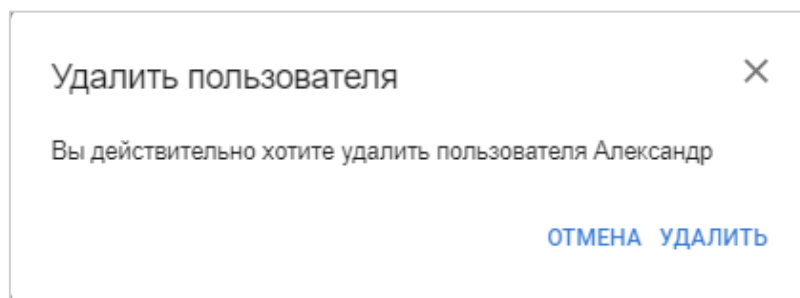 Удалить пользователя
Вы действительно хотите удалить пользователя Александр
ОТМЕНА УДАЛИТЬ